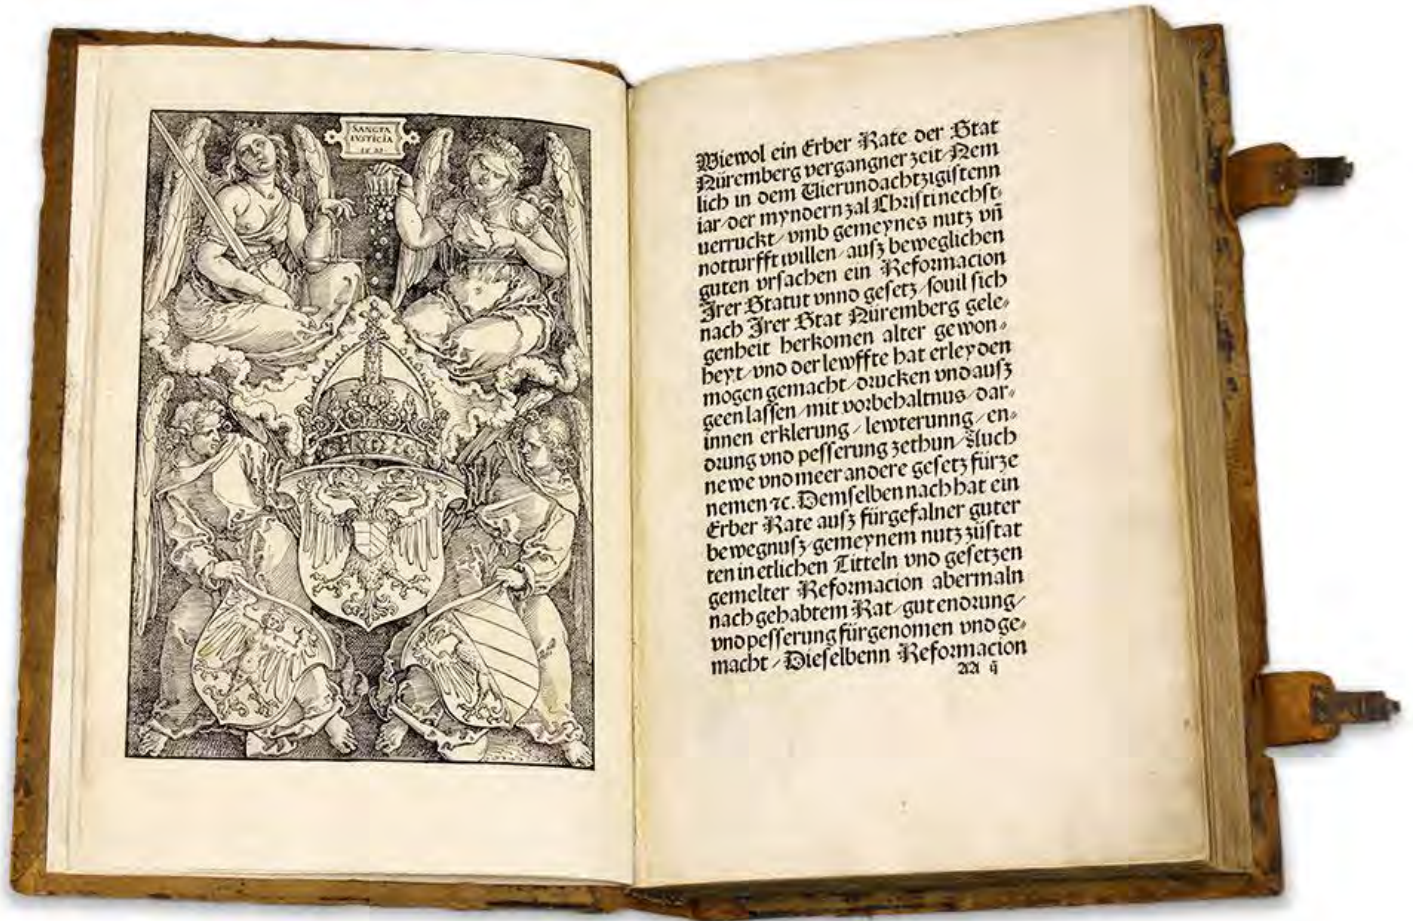 SANCTA
IVSTICIA
1521
Wiewol ein Erber Rate der Stat
Nüremberg vergangner zeit Nem
lich in dem Vierundachtzigistenn
iar der myndern zal Christi nechst
verruckt / vmb gemeynes nutz vñ
notturfft willen / ausz beweglichen
guten vrsachen ein Reformacion
Irer Statut vnnd gesetz / souil sich
nach Irer Stat Nüremberg gele⸗
genheit herkomen alter gewon⸗
heyt / vnd der lewffte hat erleyden
mogen gemacht / drucken vnd ausz
geen lassen / mit vorbehaltnus / dar⸗
innen erklerung / lewterunng / en⸗
drung vnd pesserung zethun / Auch
newe vnd meer andere gesetz fürze
nemen ⁊c. Demselben nach hat ein
Erber Rate ausz fürgefalner guter
bewegnusz / gemeynem nutz zůstat
ten in etlichen Titteln vnd gesetzen
gemelter Reformacion abermaln
nach gehabtem Rat / gut endrung /
vnd pesserung fürgenomen vnd ge⸗
macht / Dieselbenn Reformacion
AA ij